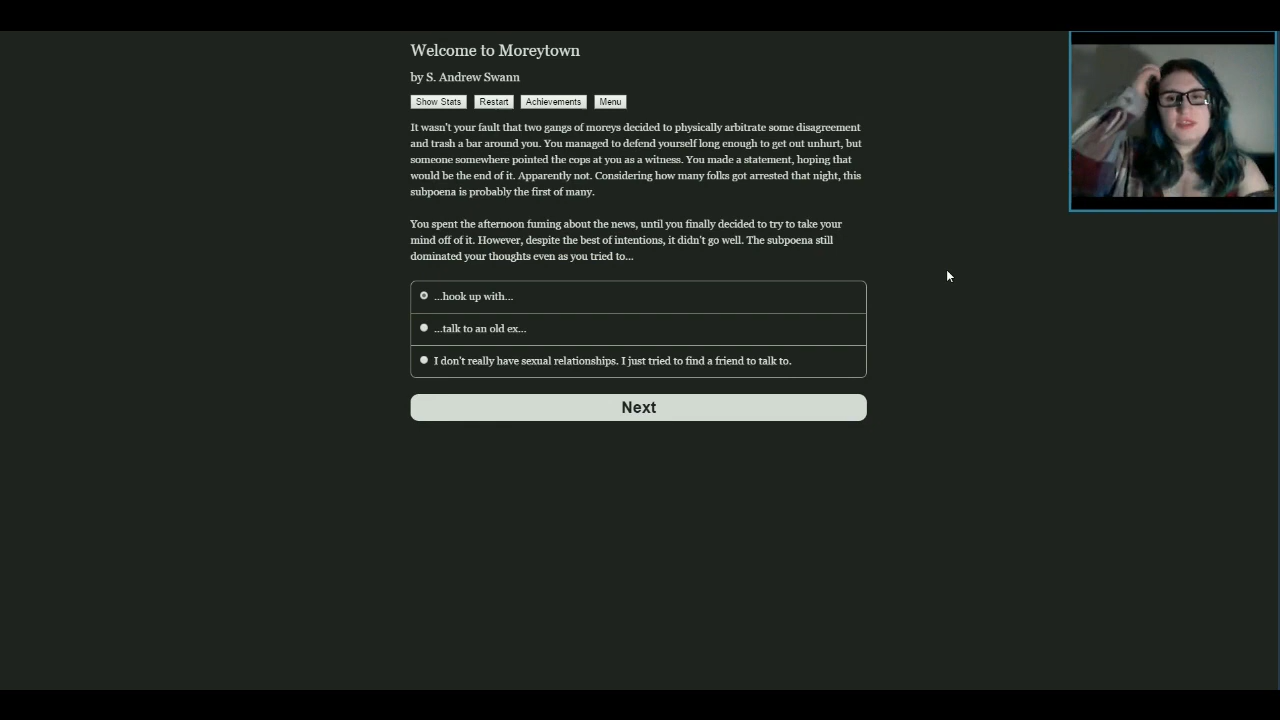 Welcome to Moreytown
by S. Andrew Swann
Show Stats Restart Achievements Menu
It wasn't your fault that two gangs of moreys decided to physically arbitrate some disagreement
and trash a bar around you. You managed to defend yourself long enough to get out unhurt, but
someone somewhere pointed the cops at you as a witness. You made a statement, hoping that
would be the end of it. Apparently not. Considering how many folks got arrested that night, this
subpoena is probably the first of many.
You spent the afternoon fuming about the news, until you finally decided to try to take your
mind off of it. However, despite the best of intentions, it didn't go well. The subpoena still
dominated your thoughts even as you tried to...
...hook up with...
...talk to an old ex...
I don't really have sexual relationships. I just tried to find a friend to talk to.
Next